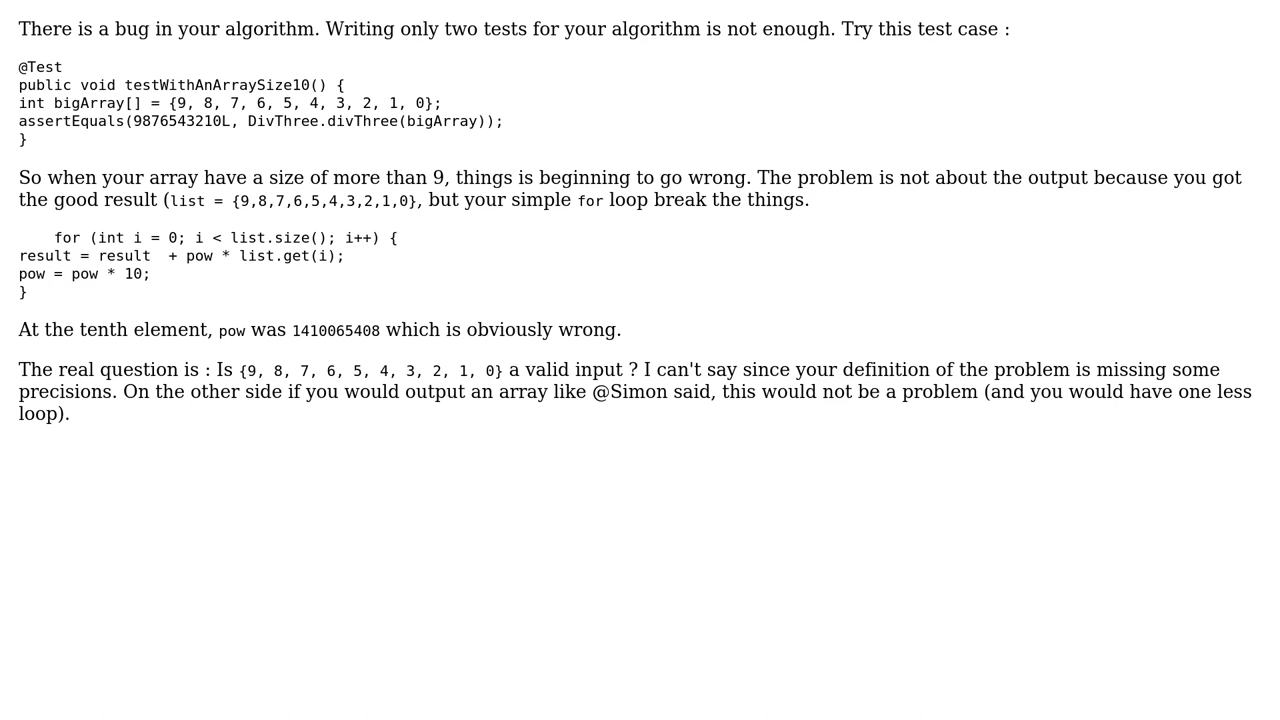 There is a bug in your algorithm. Writing only two tests for your algorithm is not enough. Try this test case :
@Test
public void testWithAnArraySize10() {
int bigArray[] = {9, 8, 7, 6, 5, 4, 3, 2, 1, 0};
assertEquals(9876543210L, DivThree.divThree(bigArray));
}
So when your array have a size of more than 9, things is beginning to go wrong. The problem is not about the output because you got
the good result (list = {9,8,7,6,5,4,3,2,1,0}, but your simple for loop break the things.
    for (int i = 0; i < list.size(); i++) {
result = result  + pow * list.get(i);
pow = pow * 10;
}
At the tenth element, pow was 1410065408 which is obviously wrong.
The real question is : Is {9, 8, 7, 6, 5, 4, 3, 2, 1, 0} a valid input ? I can't say since your definition of the problem is missing some
precisions. On the other side if you would output an array like @Simon said, this would not be a problem (and you would have one less
loop).